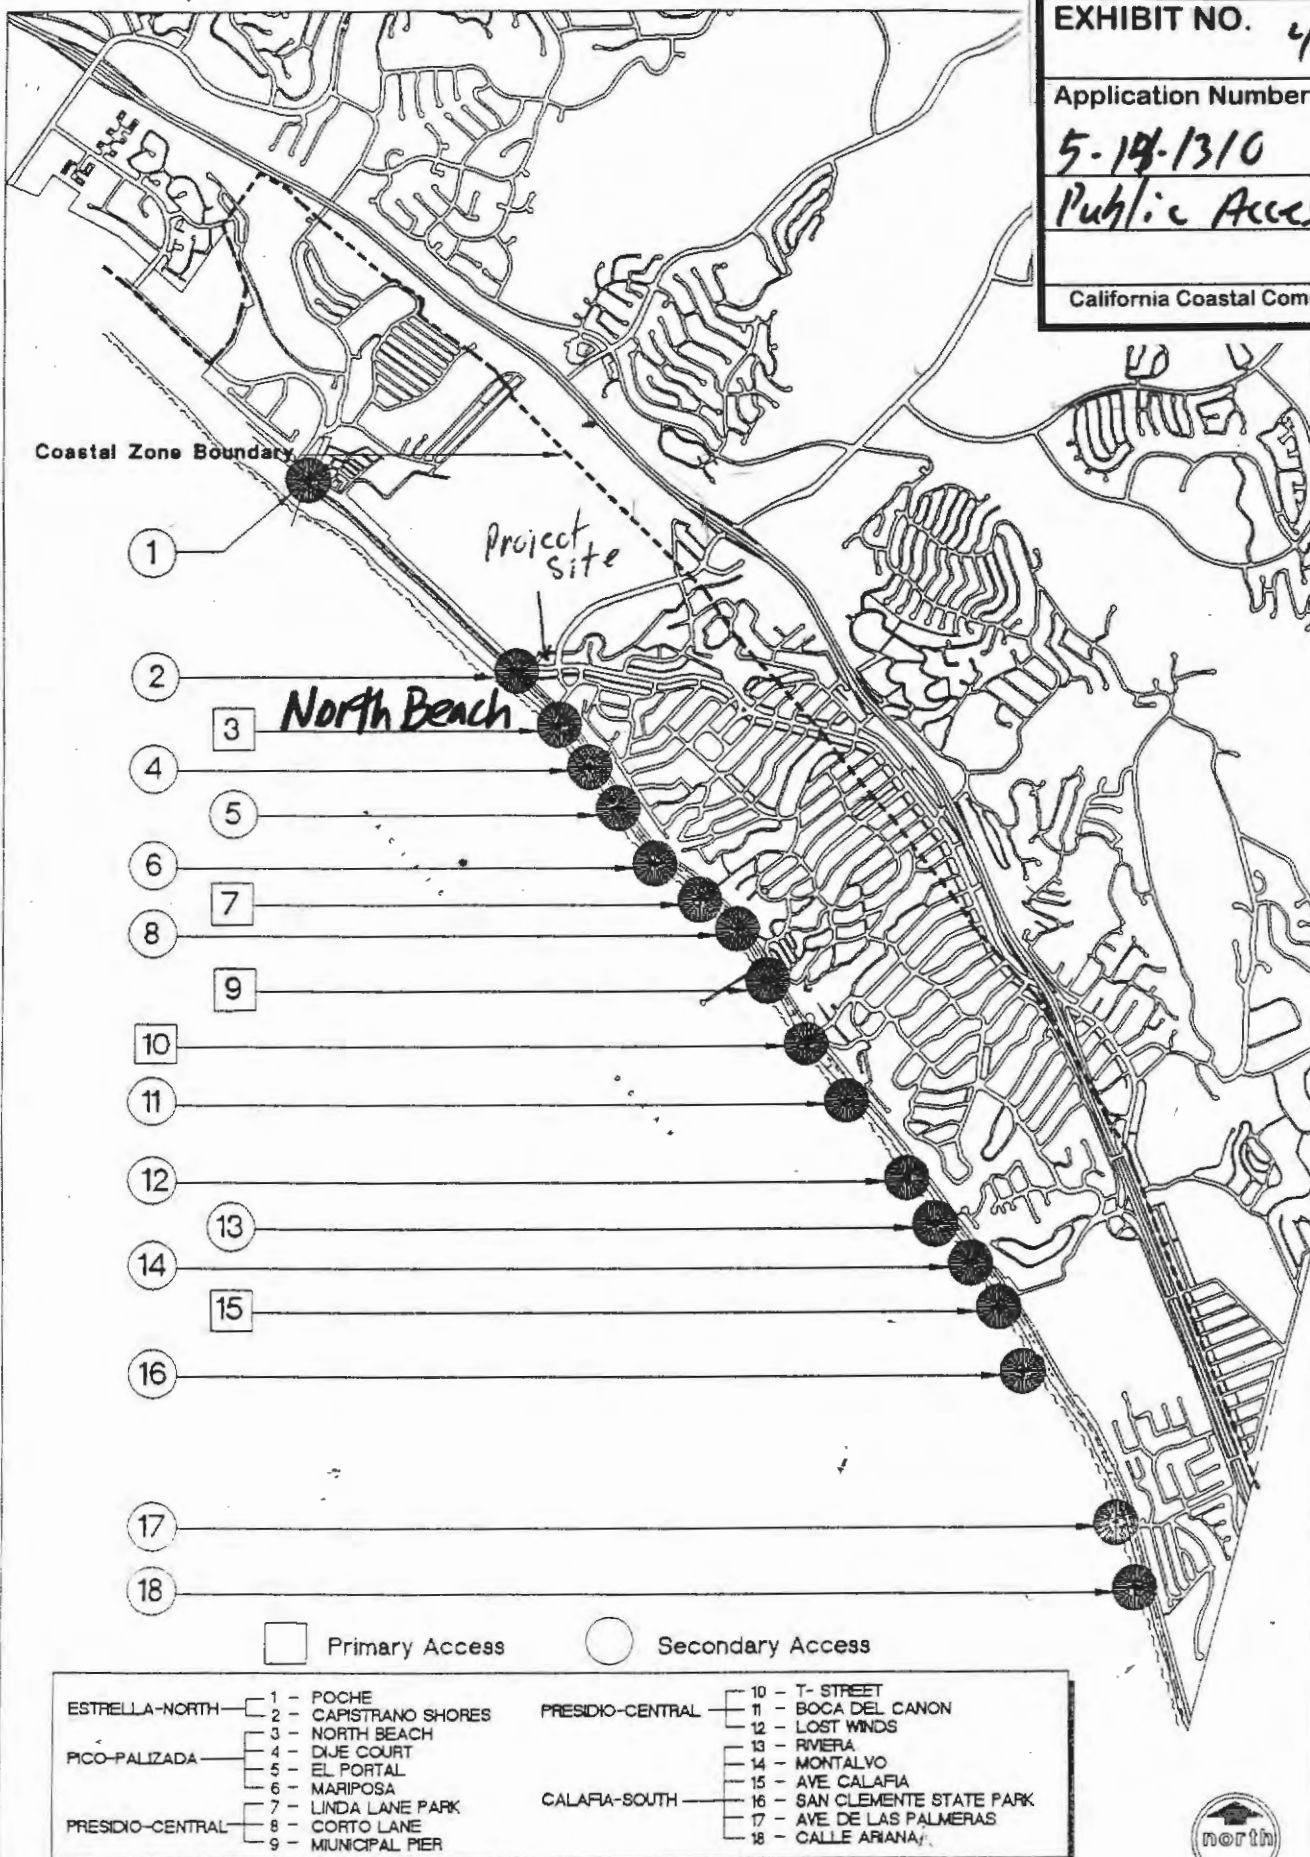 EXHIBIT NO. 4
Application Number
5-14-1310
Public Acces
California Coastal Com
Coastal Zone Boundary
Project
Site
North Beach
1
2
3
4
5
6
7
8
9
10
11
12
13
14
15
16
17
18
Primary Access
Secondary Access
ESTRELLA-NORTH
1 - POCHE
2 - CAPISTRANO SHORES
PICO-PALIZADA
3 - NORTH BEACH
4 - DIJE COURT
5 - EL PORTAL
6 - MARIPOSA
PRESIDIO-CENTRAL
7 - LINDA LANE PARK
8 - CORTO LANE
9 - MIUNICIPAL PIER
PRESIDIO-CENTRAL
10 - T- STREET
11 - BOCA DEL CANON
12 - LOST WINDS
CALAFIA-SOUTH
13 - RIVIERA
14 - MONTALVO
15 - AVE. CALAFIA
16 - SAN CLEMENTE STATE PARK
17 - AVE. DE LAS PALMERAS
18 - CALLE ARIANA
north